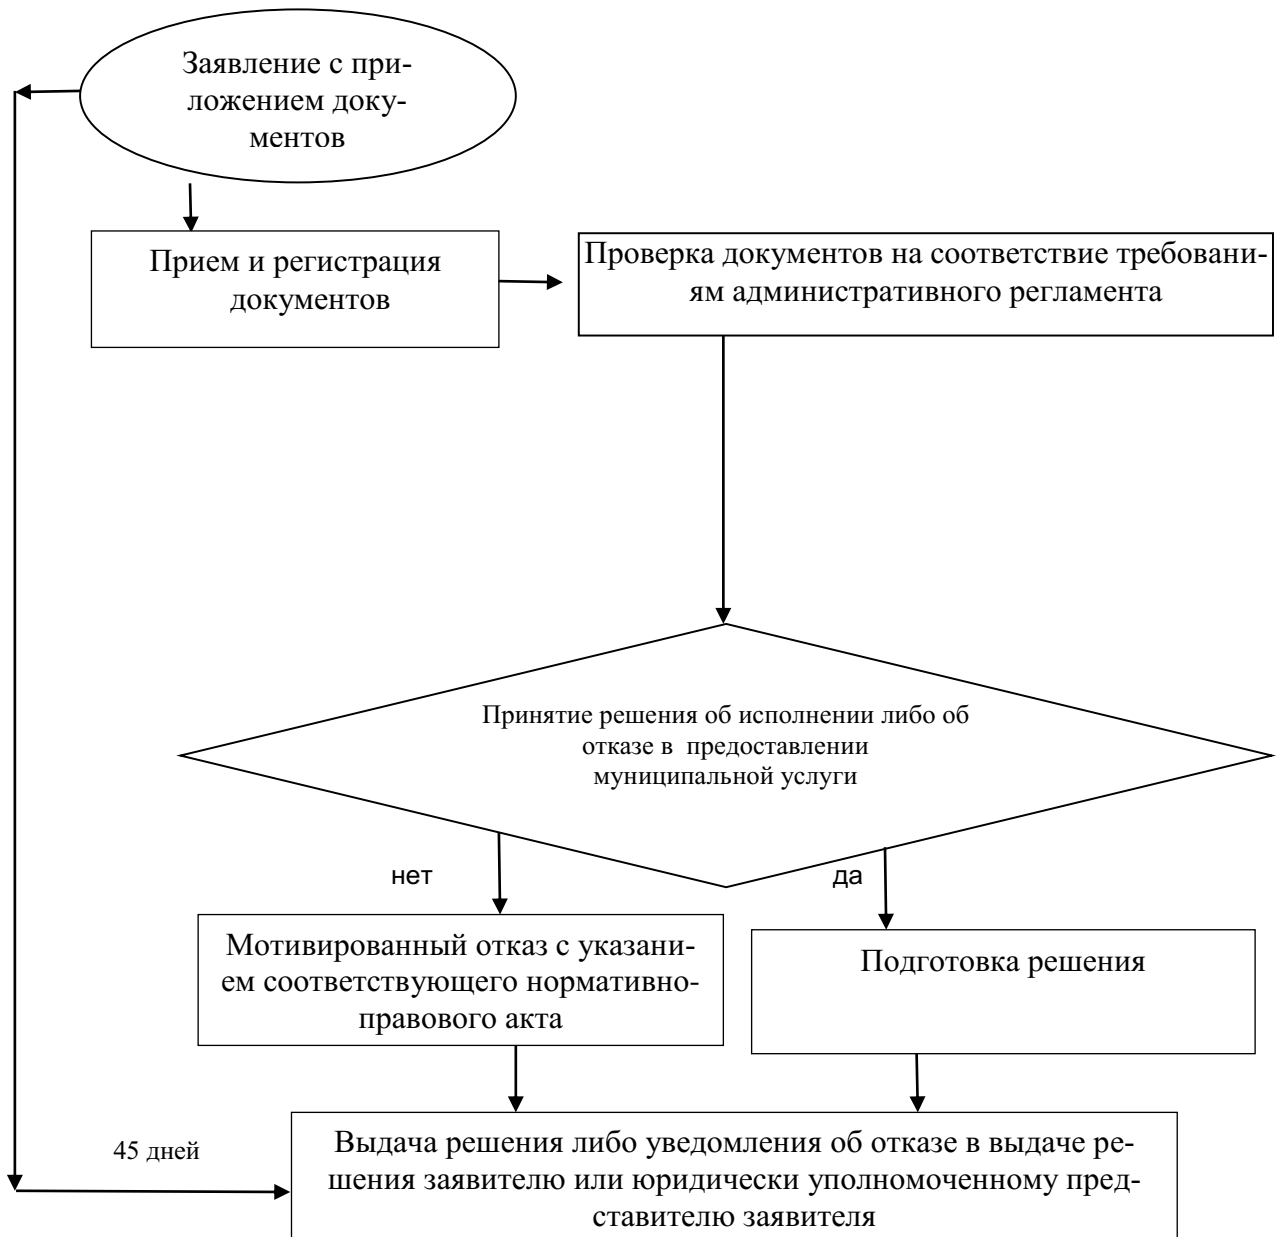 Заявление с при-
ложением доку-
ментов
Прием и регистрация
документов
Проверка документов на соответствие требовани-
ям административного регламента
Принятие решения об исполнении либо об
отказе в  предоставлении
муниципальной услуги
нет
да
Мотивированный отказ с указани-
ем соответствующего нормативно-
правового акта
Подготовка решения
45 дней
Выдача решения либо уведомления об отказе в выдаче ре-
шения заявителю или юридически уполномоченному пред-
ставителю заявителя